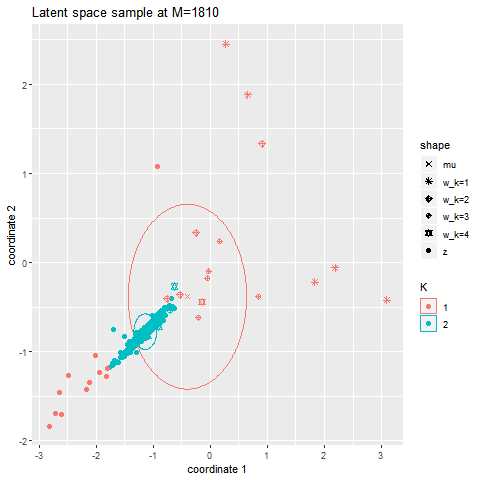 Latent space sample at M=1810
2
1
0
-1
-2
coordinate 2
-3
-2
-1
0
1
2
3
coordinate 1
shape
mu
w_k=1
w_k=2
w_k=3
w_k=4
z
K
1
2